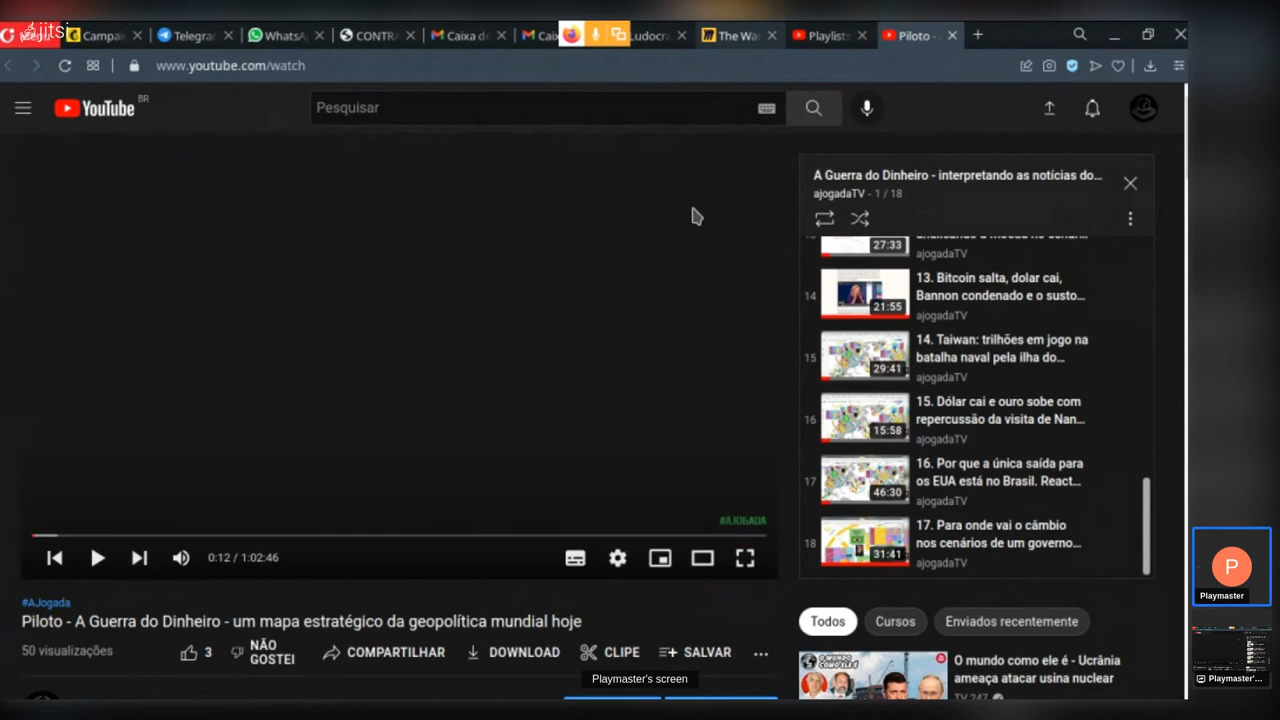 jitsi
Campai
Telegrar
WhatsA
CONTRA
Caixa de
Caix
Ludocra
The Wa
Playlists
Piloto - A
www.youtube.com/watch
YouTube BR
Pesquisar
A Guerra do Dinheiro - interpretando as notícias do...
ajogadaTV - 1 / 18
27:33
ajogadaTV
14
21:55
13. Bitcoin salta, dolar cai,
Bannon condenado e o susto...
ajogadaTV
15
29:41
14. Taiwan: trilhões em jogo na
batalha naval pela ilha do...
ajogadaTV
16
15:58
15. Dólar cai e ouro sobe com
repercussão da visita de Nan...
ajogadaTV
17
46:30
16. Por que a única saída para
os EUA está no Brasil. React...
ajogadaTV
18
31:41
17. Para onde vai o câmbio
nos cenários de um governo...
ajogadaTV
#AJOGADA
0:12 / 1:02:46
#AJogada
Piloto - A Guerra do Dinheiro - um mapa estratégico da geopolítica mundial hoje
50 visualizações
3
NÃO
GOSTEI
COMPARTILHAR
DOWNLOAD
CLIPE
SALVAR
Todos
Cursos
Enviados recentemente
O MUNDO
COMO ELE É
O mundo como ele é - Ucrânia
ameaça atacar usina nuclear
TV 247
Playmaster's screen
P
Playmaster
Playmaster'...